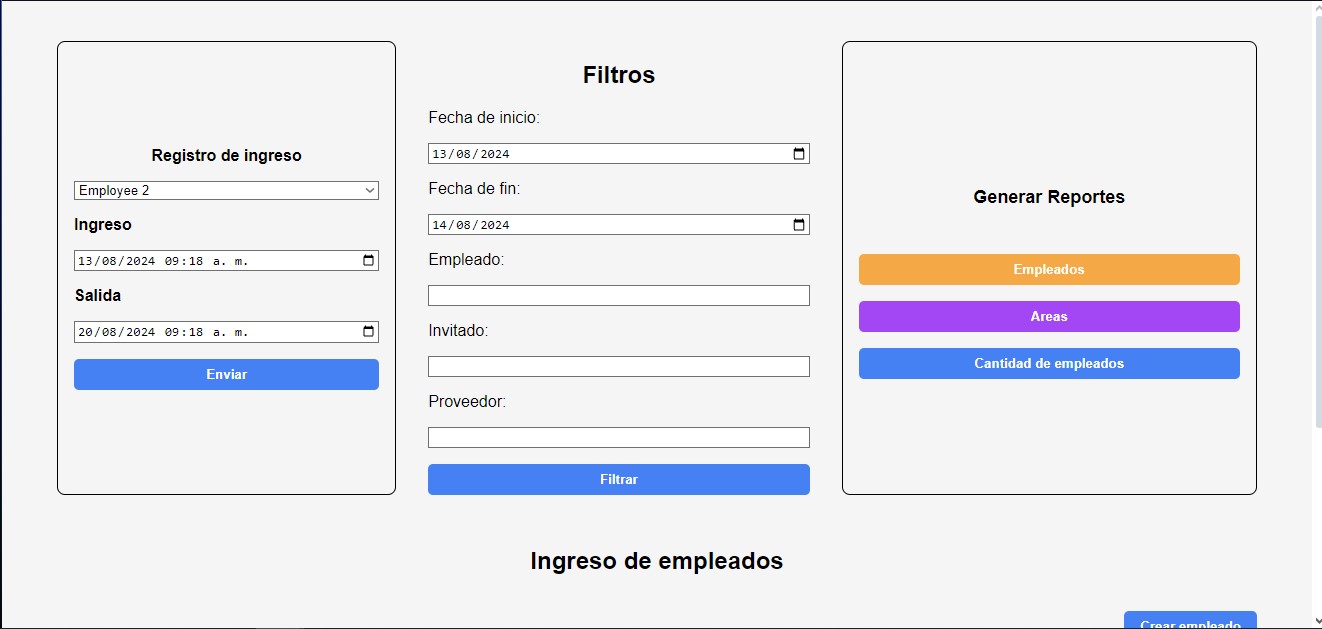 Registro de ingreso
Employee 2
Ingreso
13/08/2024 09:18 a. m.
Salida
20/08/2024 09:18 a. m.
Enviar
Filtros
Fecha de inicio:
13/08/2024
Fecha de fin:
14/08/2024
Empleado:
Invitado:
Proveedor:
Filtrar
Generar Reportes
Empleados
Areas
Cantidad de empleados
Ingreso de empleados
Crear empleado